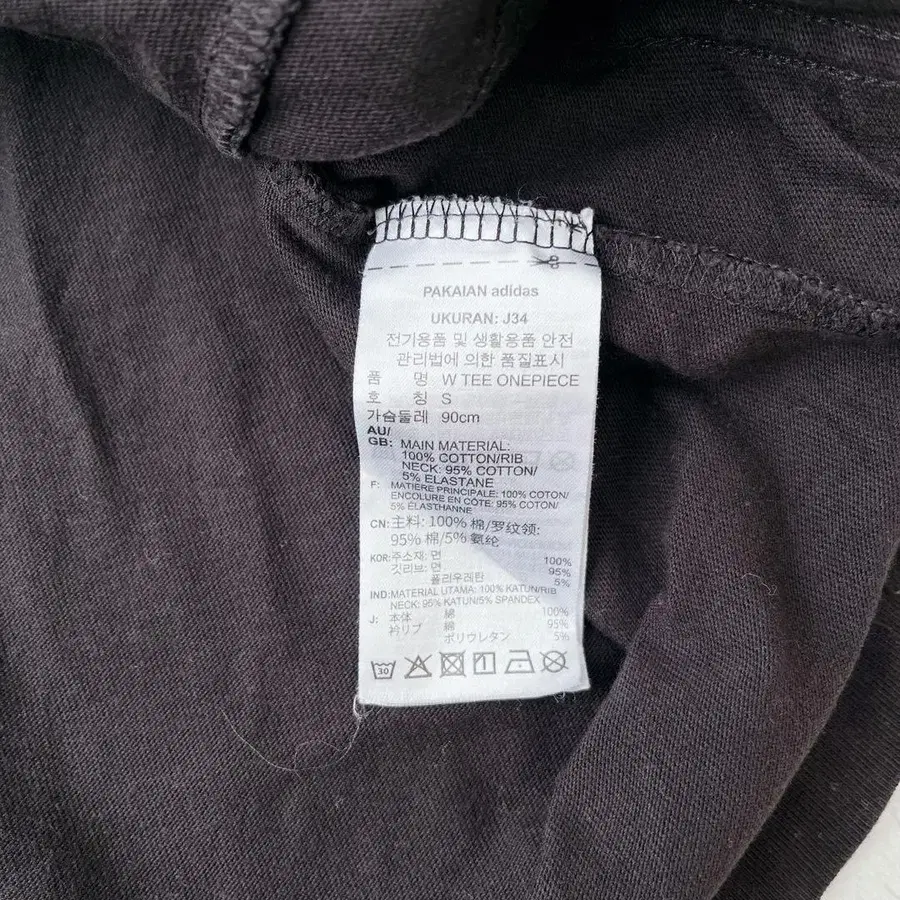 PAKAIAN adidas
UKURAN: J34
전기용품 및 생활용품 안전
관리법에 의한 품질표시
품 명 W TEE ONEPIECE
호 칭 S
가슴둘레 90cm
AU/
GB: MAIN MATERIAL:
100% COTTON/RIB
NECK: 95% COTTON/
5% ELASTANE
F: MATIERE PRINCIPALE: 100% COTON/
ENCOLURE EN CÔTE: 95% COTON/
5% ELASTHANNE
CN: 主料: 100% 棉/罗纹领:
95% 棉/5% 氨纶
KOR: 주소재: 면 100%
깃리브: 면 95%
폴리우레탄 5%
IND: MATERIAL UTAMA: 100% KATUN/RIB
NECK: 95% KATUN/5% SPANDEX
J: 本体 綿 100%
衿リブ 綿 95%
ポリウレタン 5%
30